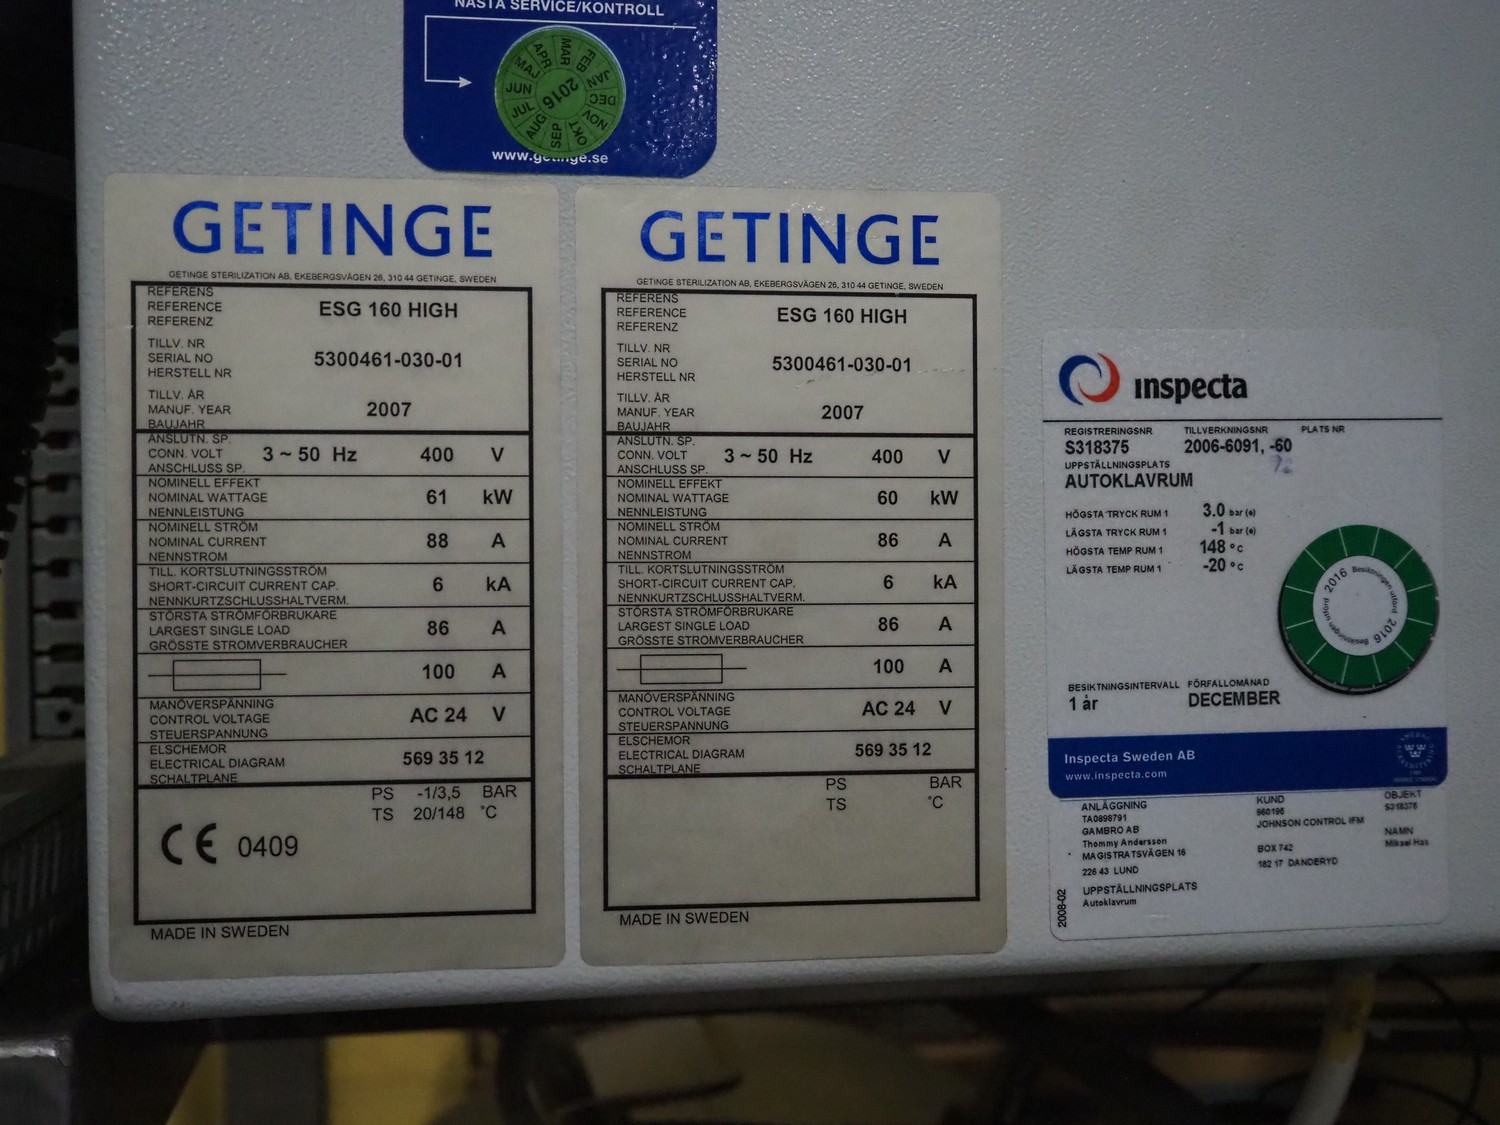 NÄSTA SERVICE/KONTROLL
JAN FEB MAR APR MAJ JUN JUL AUG SEP OKT NOV DEC
2016
www.getinge.se
GETINGE
GETINGE STERILIZATION AB, EKEBERGSVÄGEN 26, 310 44 GETINGE, SWEDEN
REFERENS
REFERENCE ESG 160 HIGH
REFERENZ
TILLV. NR
SERIAL NO 5300461-030-01
HERSTELL NR
TILLV. ÅR
MANUF. YEAR 2007
BAUJAHR
ANSLUTN. SP.
CONN. VOLT 3 ~ 50 Hz 400 V
ANSCHLUSS SP.
NOMINELL EFFEKT
NOMINAL WATTAGE 61 kW
NENNLEISTUNG
NOMINELL STRÖM
NOMINAL CURRENT 88 A
NENNSTROM
TILL. KORTSLUTNINGSSTRÖM
SHORT-CIRCUIT CURRENT CAP. 6 kA
NENNKURTZSCHLUSSHALTVERM.
STÖRSTA STRÖMFÖRBRUKARE
LARGEST SINGLE LOAD 86 A
GRÖSSTE STROMVERBRAUCHER
100 A
MANÖVERSPÄNNING
CONTROL VOLTAGE AC 24 V
STEUERSPANNUNG
ELSCHEMOR
ELECTRICAL DIAGRAM 569 35 12
SCHALTPLANE
PS -1/3,5 BAR
TS 20/148 °C
CE 0409
MADE IN SWEDEN
GETINGE
GETINGE STERILIZATION AB, EKEBERGSVÄGEN 26, 310 44 GETINGE, SWEDEN
REFERENS
REFERENCE ESG 160 HIGH
REFERENZ
TILLV. NR
SERIAL NO 5300461-030-01
HERSTELL NR
TILLV. ÅR
MANUF. YEAR 2007
BAUJAHR
ANSLUTN. SP.
CONN. VOLT 3 ~ 50 Hz 400 V
ANSCHLUSS SP.
NOMINELL EFFEKT
NOMINAL WATTAGE 60 kW
NENNLEISTUNG
NOMINELL STRÖM
NOMINAL CURRENT 86 A
NENNSTROM
TILL. KORTSLUTNINGSSTRÖM
SHORT-CIRCUIT CURRENT CAP. 6 kA
NENNKURTZSCHLUSSHALTVERM.
STÖRSTA STRÖMFÖRBRUKARE
LARGEST SINGLE LOAD 86 A
GRÖSSTE STROMVERBRAUCHER
100 A
MANÖVERSPÄNNING
CONTROL VOLTAGE AC 24 V
STEUERSPANNUNG
ELSCHEMOR
ELECTRICAL DIAGRAM 569 35 12
SCHALTPLANE
PS BAR
TS °C
MADE IN SWEDEN
inspecta
REGISTRERINGSNR TILLVERKNINGSNR PLATS NR
S318375 2006-6091, -60
UPPSTÄLLNINGSPLATS
AUTOKLAVRUM
HÖGSTA TRYCK RUM 1 3.0 bar(e)
LÄGSTA TRYCK RUM 1 -1 bar(e)
HÖGSTA TEMP RUM 1 148 °C
LÄGSTA TEMP RUM 1 -20 °C
2016 Besiktningen utförd 2016 Besiktningen utförd
BESIKTNINGSINTERVALL FÖRFALLOMÅNAD
1 år DECEMBER
Inspecta Sweden AB
www.inspecta.com
ANLÄGGNING KUND OBJEKT
TA0898791 960196 S318375
GAMBRO AB JOHNSON CONTROL IFM
Thommy Andersson NAMN
MAGISTRATSVÄGEN 16 BOX 742 Mikael Has
226 43 LUND 182 17 DANDERYD
UPPSTÄLLNINGSPLATS
Autoklavrum
2008-02